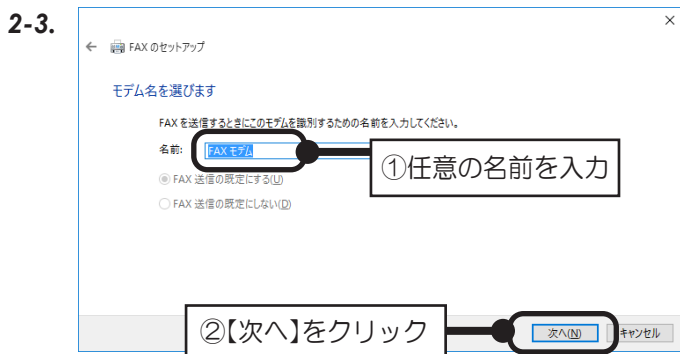 2-3.
FAX のセットアップ
モデム名を選びます
FAX を送信するときにこのモデムを識別するための名前を入力してください。
名前: FAX モデム
①任意の名前を入力
FAX 送信の既定にする(U)
FAX 送信の既定にしない(D)
②【次へ】をクリック
次へ(N) キャンセル